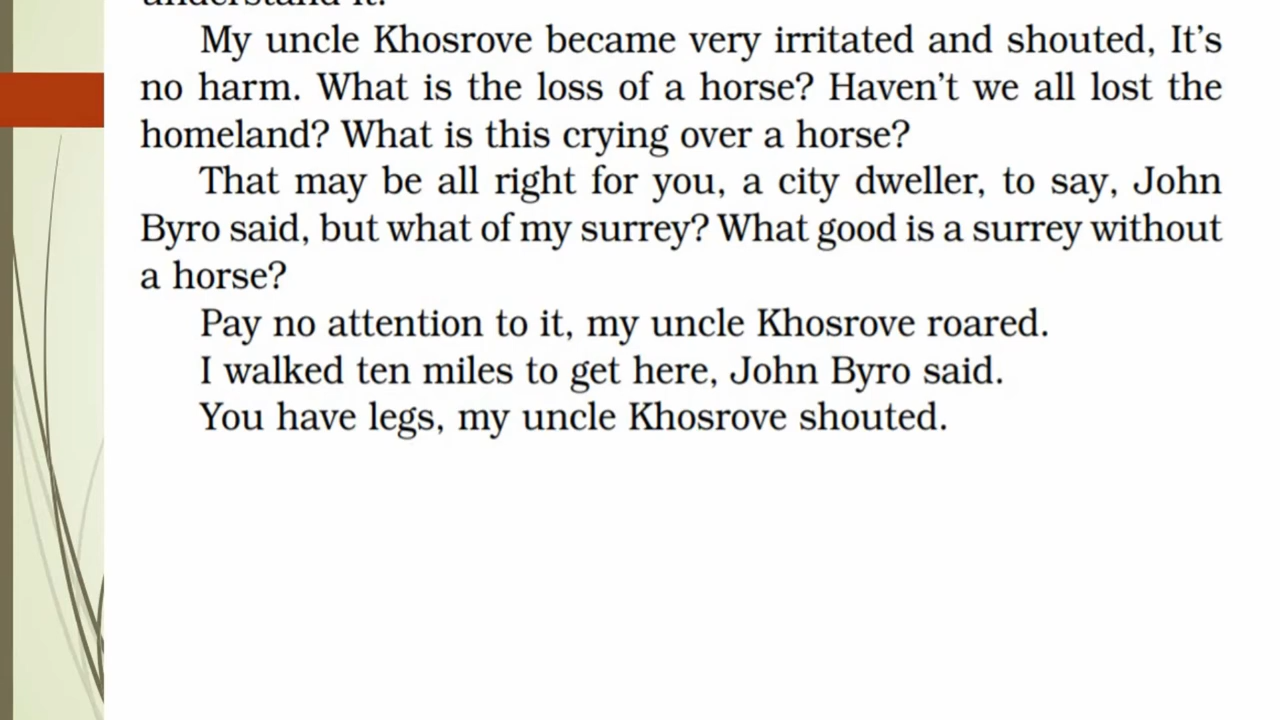 understand it.
My uncle Khosrove became very irritated and shouted, It’s
no harm. What is the loss of a horse? Haven’t we all lost the
homeland? What is this crying over a horse?
That may be all right for you, a city dweller, to say, John
Byro said, but what of my surrey? What good is a surrey without
a horse?
Pay no attention to it, my uncle Khosrove roared.
I walked ten miles to get here, John Byro said.
You have legs, my uncle Khosrove shouted.